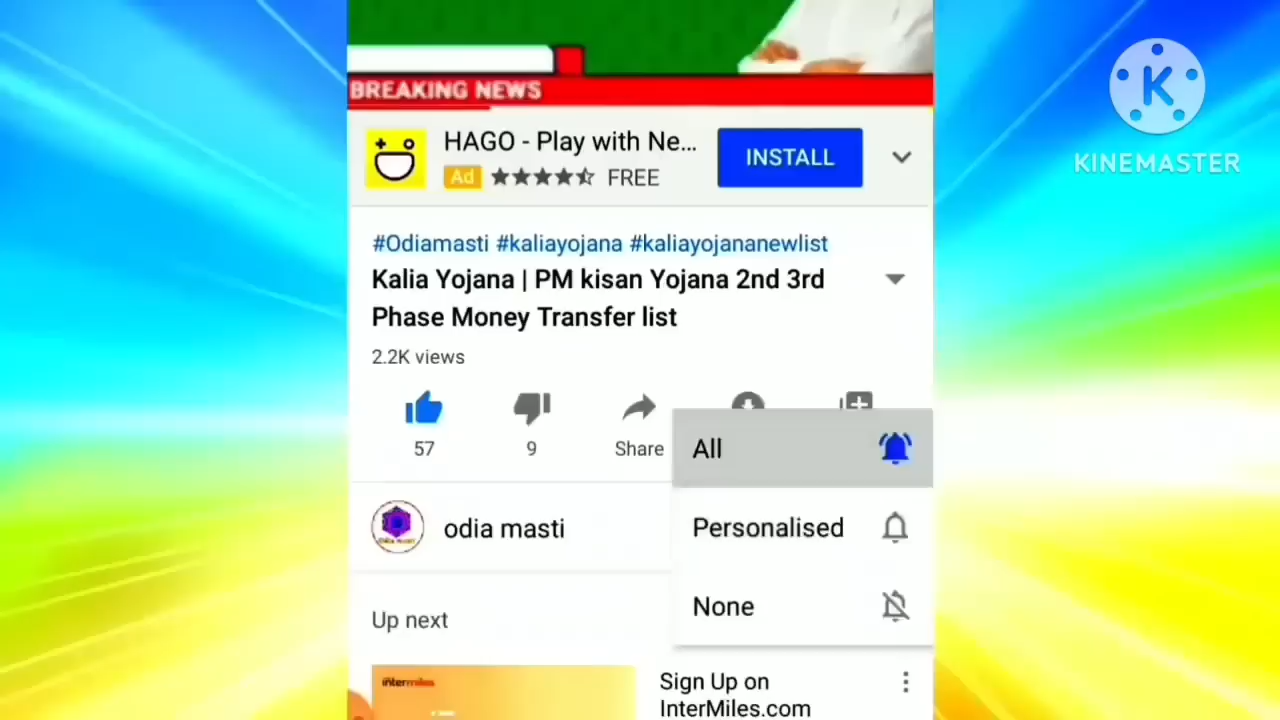 BREAKING NEWS
HAGO - Play with Ne...
Ad FREE
INSTALL
K
KINEMASTER
#Odiamasti #kaliayojana #kaliayojananewlist
Kalia Yojana | PM kisan Yojana 2nd 3rd
Phase Money Transfer list
2.2K views
57
9
Share
All
odia masti
Personalised
None
Up next
intermiles
Sign Up on
InterMiles.com